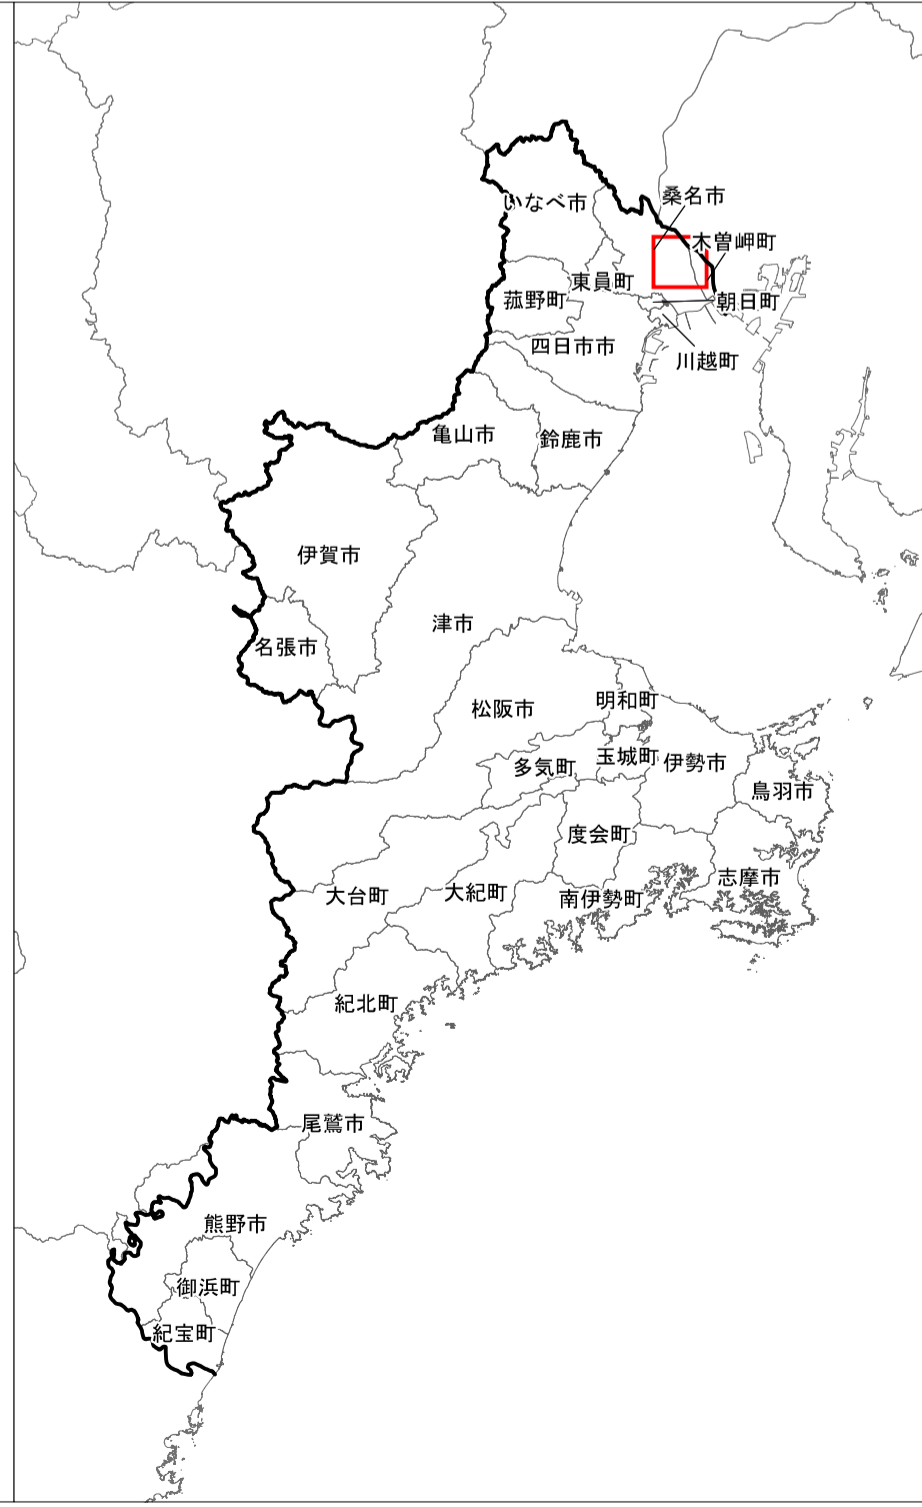 桑名市
いなべ市
木曽岬町
東員町
菰野町
朝日町
四日市市
川越町
亀山市
鈴鹿市
伊賀市
津市
名張市
松阪市
明和町
多気町
玉城町
伊勢市
鳥羽市
度会町
志摩市
大台町
大紀町
南伊勢町
紀北町
尾鷲市
熊野市
御浜町
紀宝町